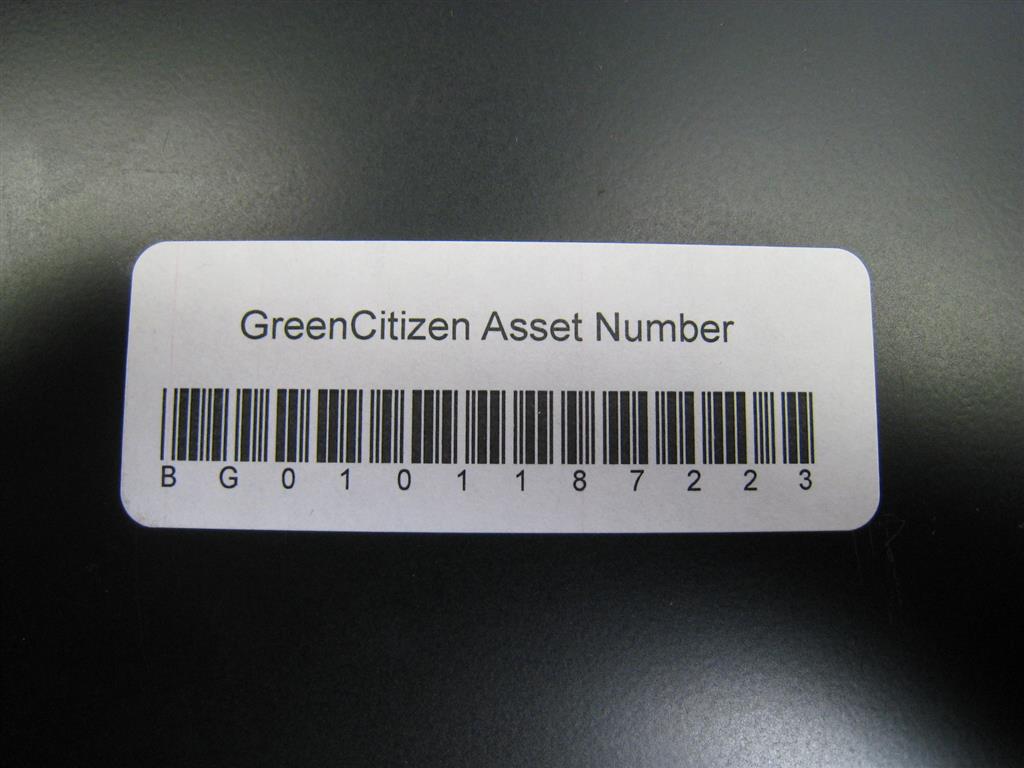 GreenCitizen Asset Number
B G 0 1 0 1 1 8 7 2 2 3